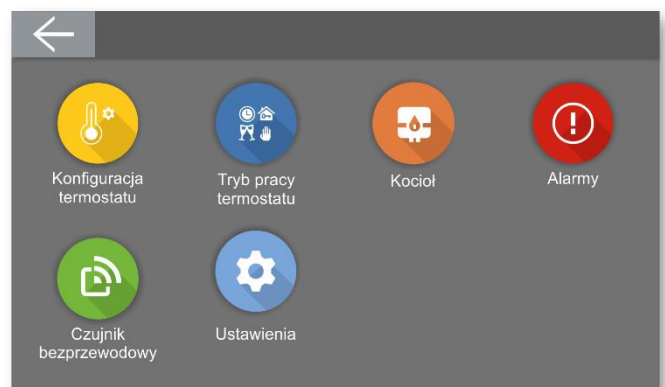 Konfiguracja
termostatu
Tryb pracy
termostatu
Kocioł
Alarmy
Czujnik
bezprzewodowy
Ustawienia